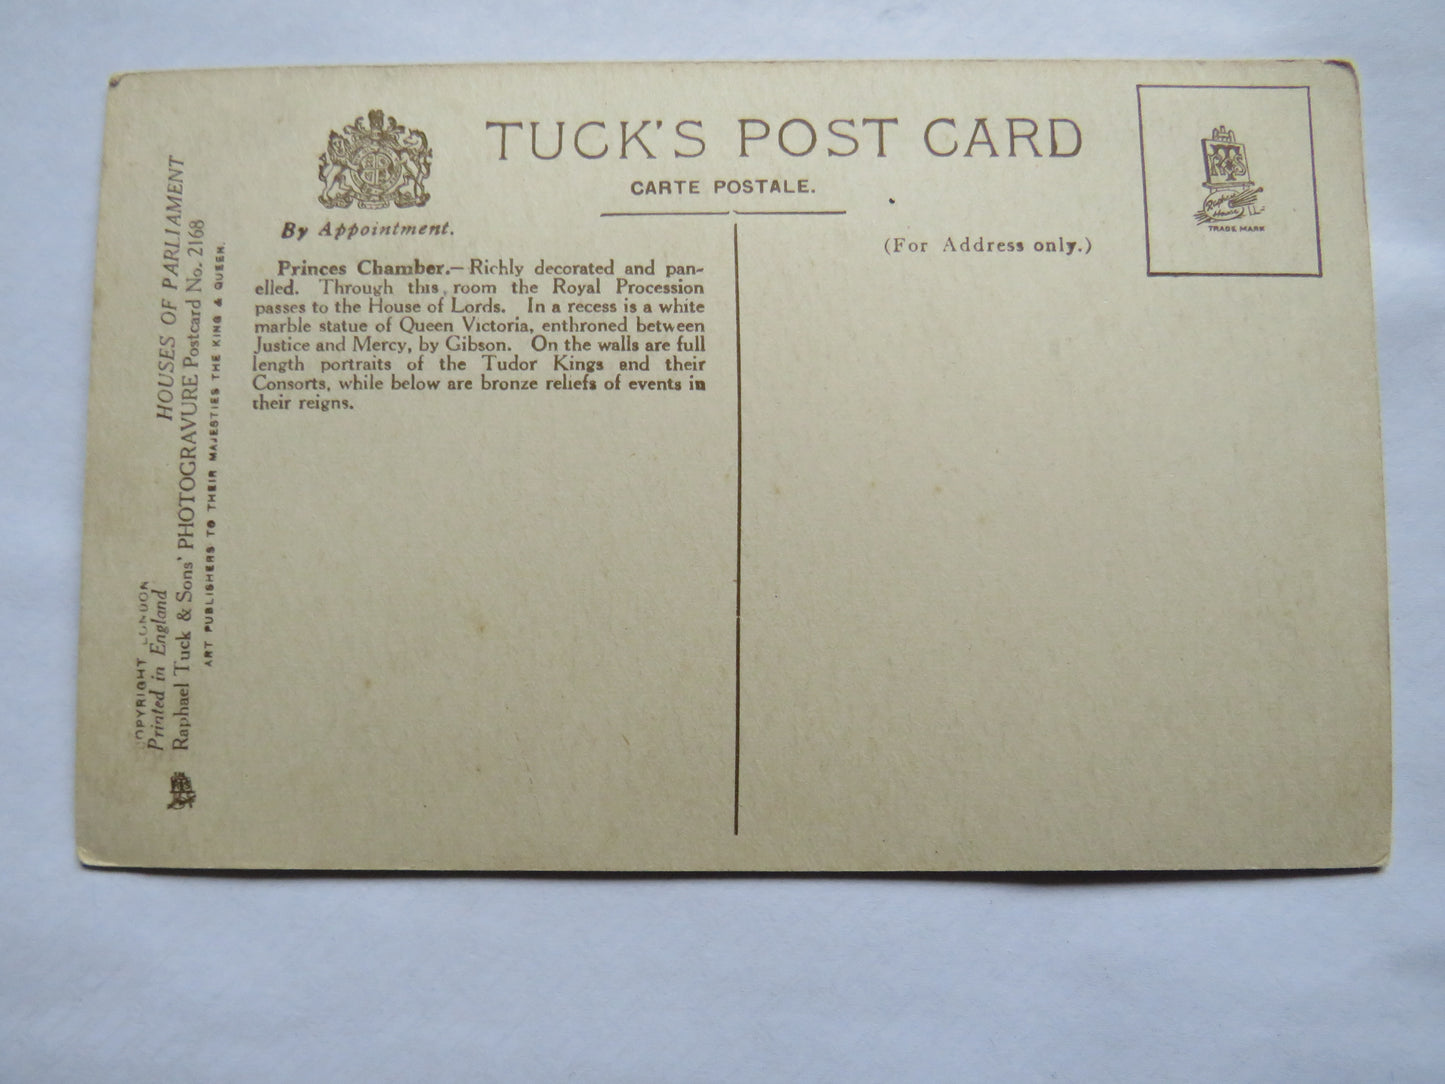 TUCK'S POST CARD
CARTE POSTALE.
By Appointment.
(For Address only.)
TRADE MARK
Princes Chamber.—Richly decorated and pan-
elled. Through this room the Royal Procession
passes to the House of Lords. In a recess is a white
marble statue of Queen Victoria, enthroned between
Justice and Mercy, by Gibson. On the walls are full
length portraits of the Tudor Kings and their
Consorts, while below are bronze reliefs of events in
their reigns.
COPYRIGHT LONDON
Printed in England
HOUSES OF PARLIAMENT
Raphael Tuck & Sons' PHOTOGRAVURE Postcard No. 2168
ART PUBLISHERS TO THEIR MAJESTIES THE KING & QUEEN.